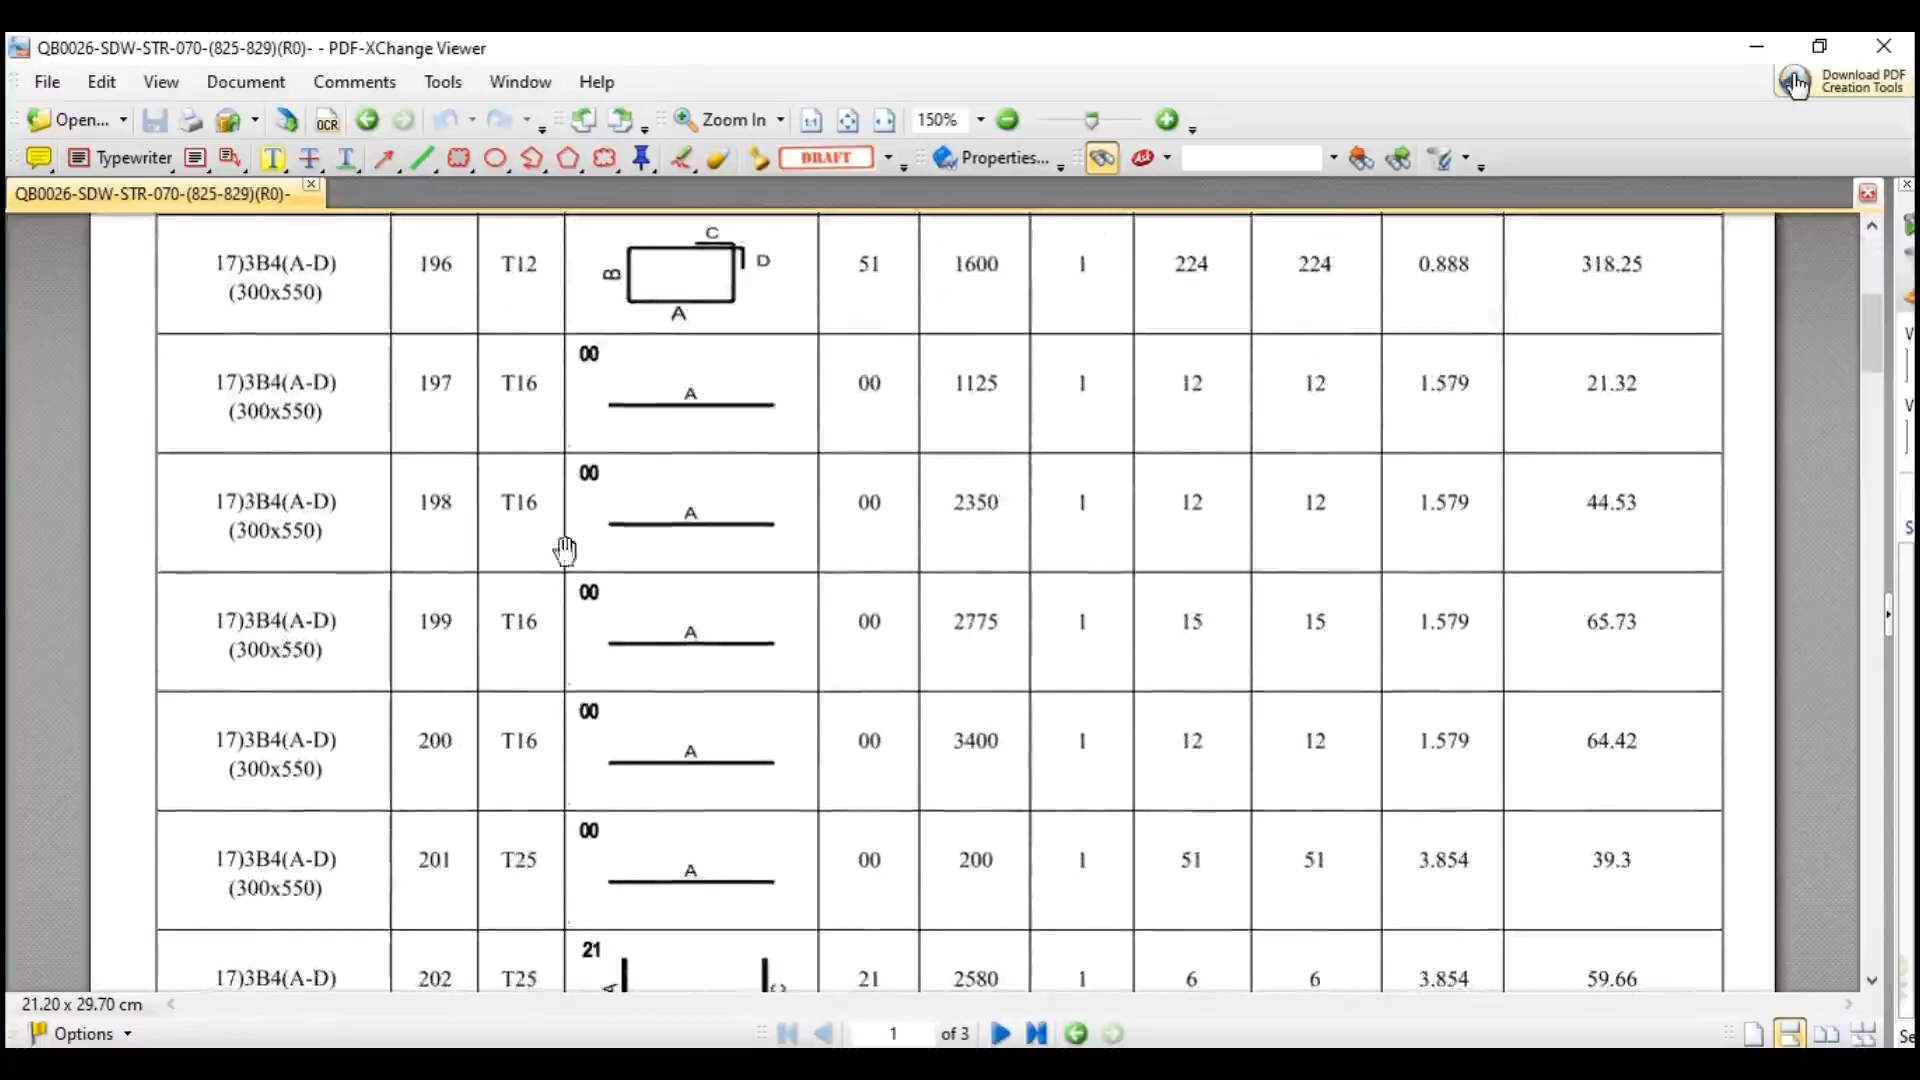 QB0026-SDW-STR-070-(825-829)(R0)- - PDF-XChange Viewer
File Edit View Document Comments Tools Window Help
Download PDF
Creation Tools
Open... OCR Zoom In 150%
Typewriter T T T DRAFT Properties...
QB0026-SDW-STR-070-(825-829)(R0)-
C
17)3B4(A-D) 196 T12 B D 51 1600 1 224 224 0.888 318.25
(300x550)
A
00
17)3B4(A-D) 197 T16 A 00 1125 1 12 12 1.579 21.32
(300x550)
00
17)3B4(A-D) 198 T16 A 00 2350 1 12 12 1.579 44.53
(300x550)
00
17)3B4(A-D) 199 T16 A 00 2775 1 15 15 1.579 65.73
(300x550)
00
17)3B4(A-D) 200 T16 A 00 3400 1 12 12 1.579 64.42
(300x550)
00
17)3B4(A-D) 201 T25 A 00 200 1 51 51 3.854 39.3
(300x550)
21
17)3B4(A-D) 202 T25 21 2580 1 6 6 3.854 59.66
21.20 x 29.70 cm
Options 1 of 3